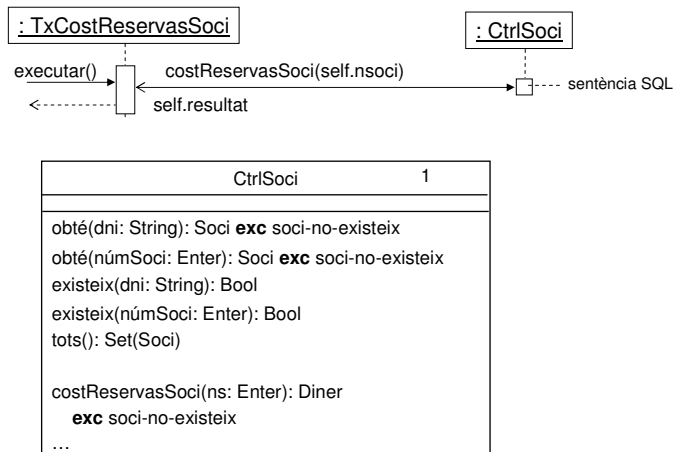 : TxCostReservasSoci
: CtrlSoci
executar()
costReservasSoci(self.nsoci)
sentència SQL
self.resultat
CtrlSoci 1
obté(dni: String): Soci exc soci-no-existeix
obté(númSoci: Enter): Soci exc soci-no-existeix
existeix(dni: String): Bool
existeix(númSoci: Enter): Bool
tots(): Set(Soci)
costReservasSoci(ns: Enter): Diner
exc soci-no-existeix
…